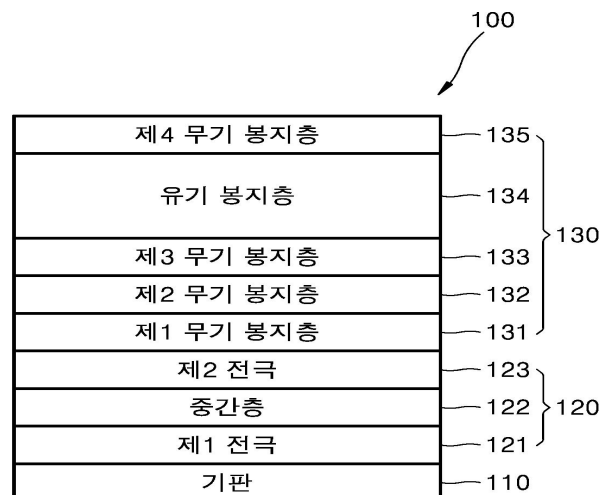 100
제4 무기 봉지층 135
유기 봉지층 134
130
제3 무기 봉지층 133
제2 무기 봉지층 132
제1 무기 봉지층 131
제2 전극 123
중간층 122 120
제1 전극 121
기판 110